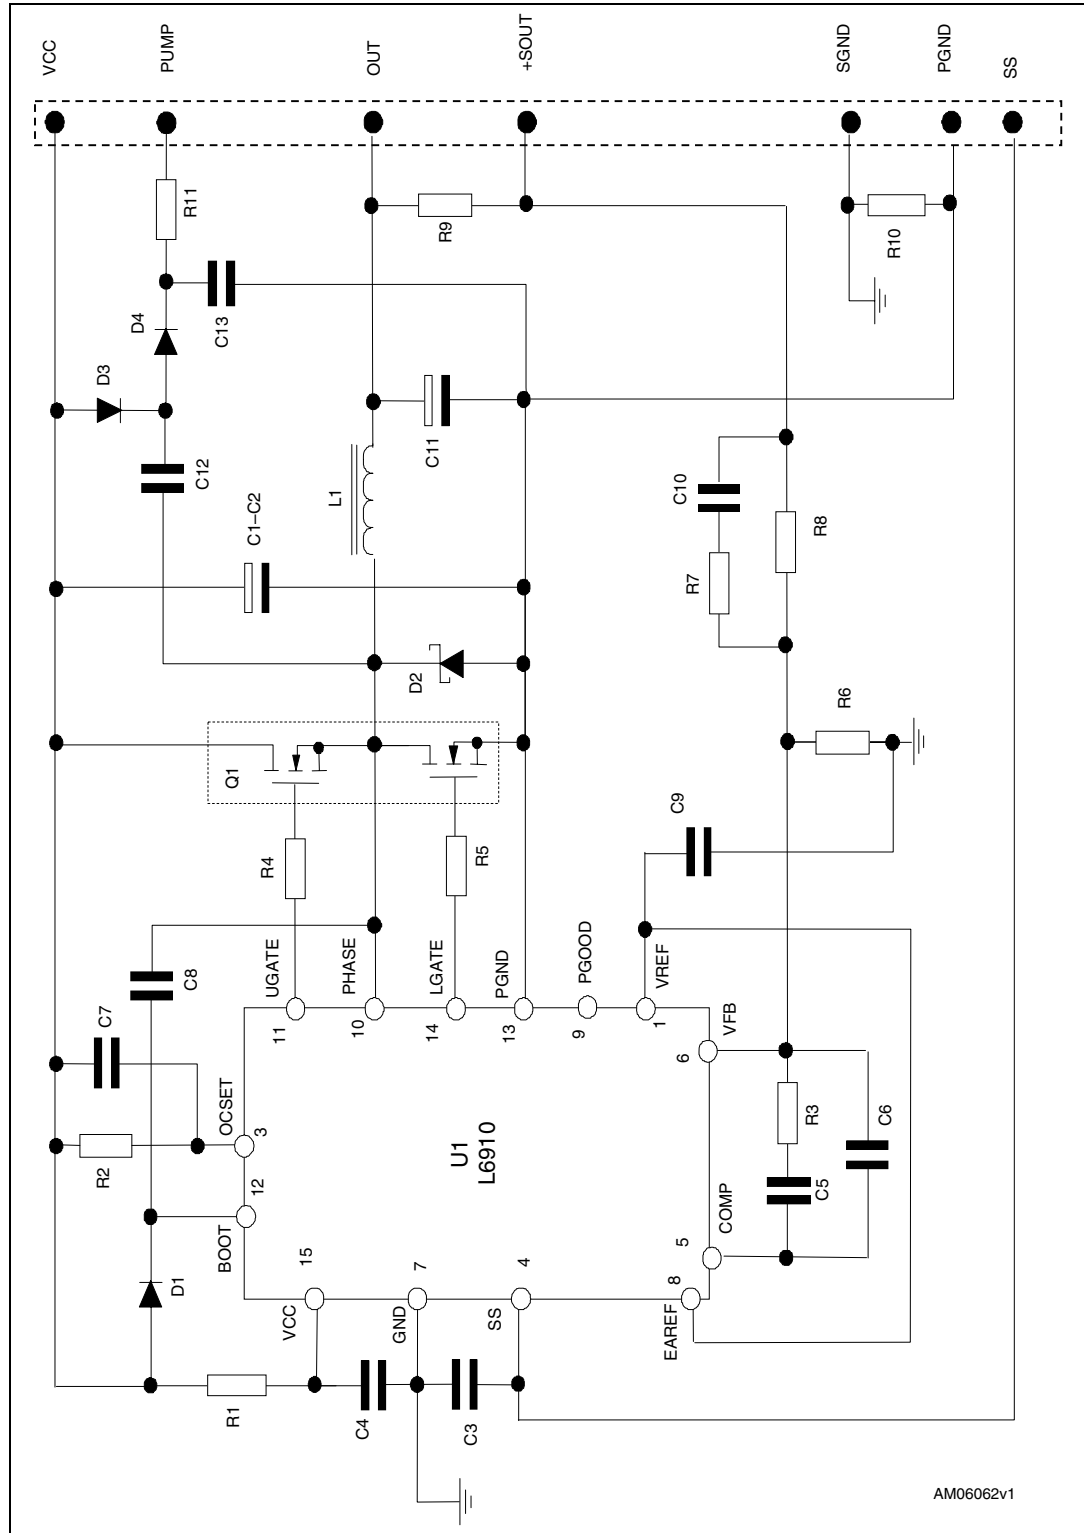 VCC
PUMP
OUT
+SOUT
SGND
PGND
SS
R11
R9
R10
D4
C13
D3
C12
C11
L1
C1–C2
C10
R7
R8
D2
R6
Q1
C9
R4
R5
C8
C7
R2
UGATE
PHASE
LGATE
PGND
PGOOD
VREF
11
10
14
13
9
1
OCSET
3
12
BOOT
VFB
6
U1
L6910
R3
C6
C5
COMP
5
D1
15
7
4
8
VCC
GND
SS
EAREF
R1
C4
C3
AM06062v1